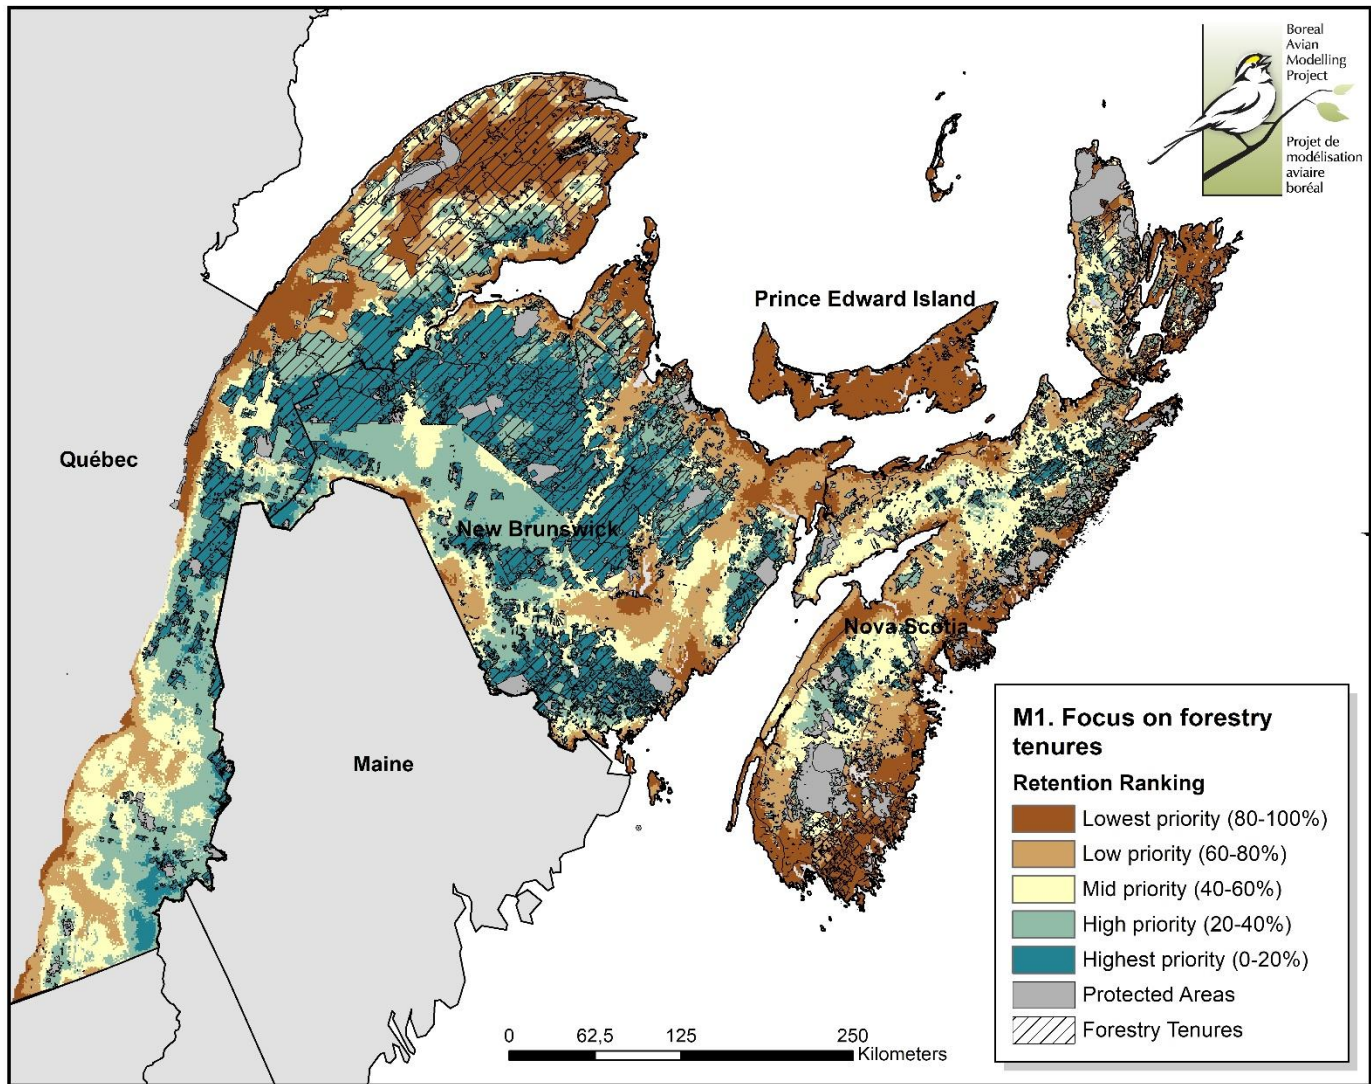 Boreal
Avian
Modelling
Project
Projet de
modélisation
aviaire
boréal
Prince Edward Island
Québec
New Brunswick
Nova Scotia
Maine
M1. Focus on forestry
tenures
Retention Ranking
Lowest priority (80-100%)
Low priority (60-80%)
Mid priority (40-60%)
High priority (20-40%)
Highest priority (0-20%)
Protected Areas
Forestry Tenures
0 62,5 125 250
Kilometers